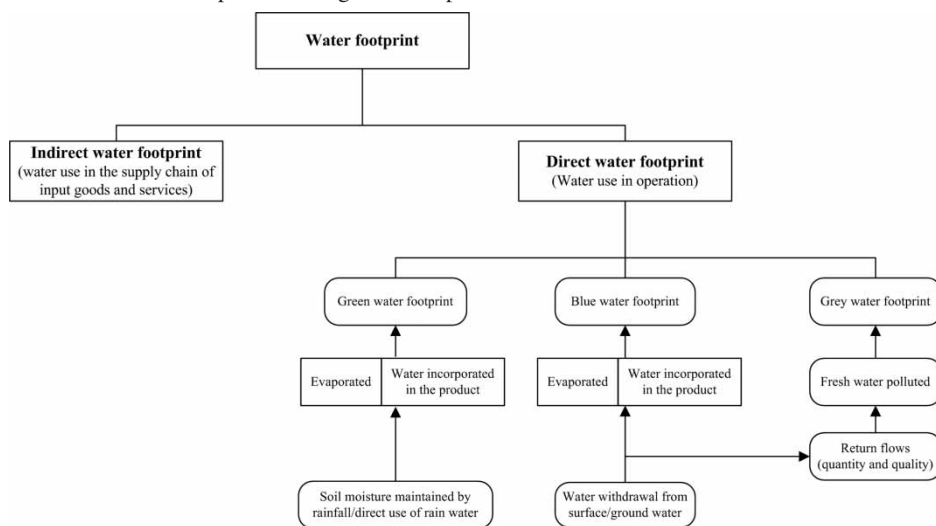 Water footprint
Indirect water footprint
(water use in the supply chain of
input goods and services)
Direct water footprint
(Water use in operation)
Green water footprint
Blue water footprint
Grey water footprint
Evaporated
Water incorporated
in the product
Evaporated
Water incorporated
in the product
Fresh water polluted
Return flows
(quantity and quality)
Soil moisture maintained by
rainfall/direct use of rain water
Water withdrawal from
surface/ground water